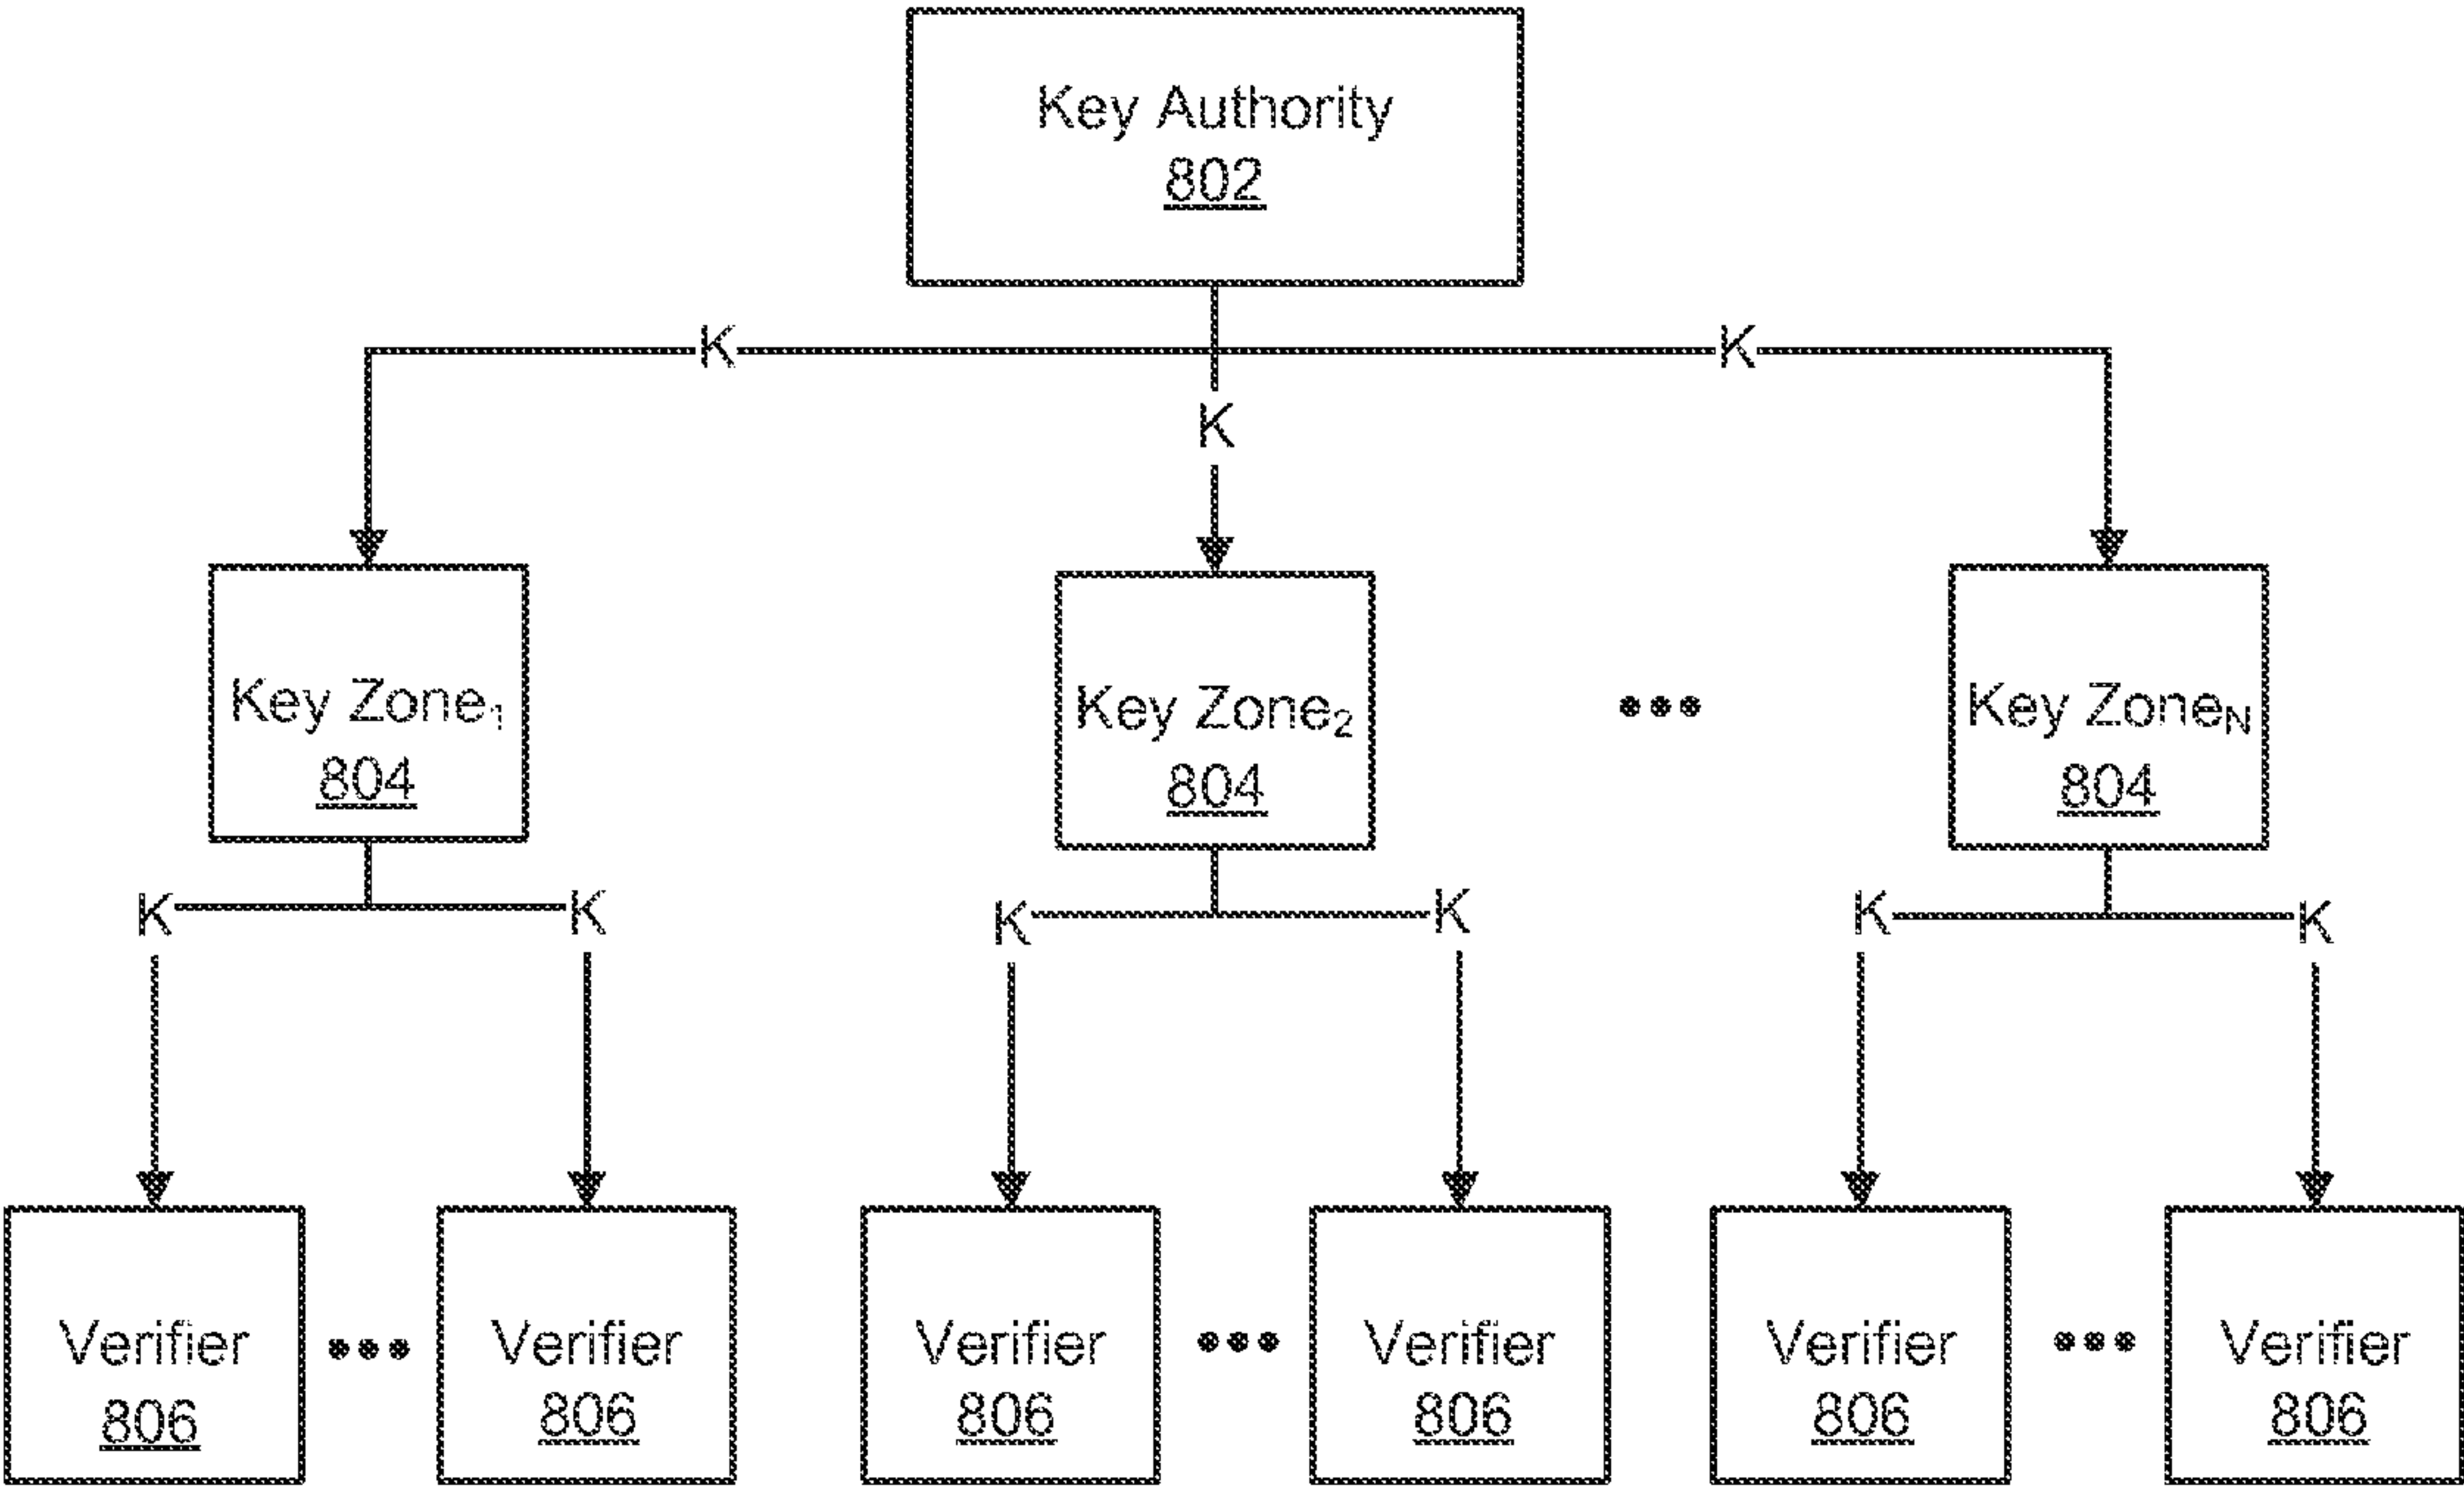 Key Authority
802
K
K
K
Key Zone₁
804
Key Zone₂
804
•••
Key Zone_N
804
K
K
K
K
K
K
Verifier
806
•••
Verifier
806
Verifier
806
•••
Verifier
806
Verifier
806
•••
Verifier
806